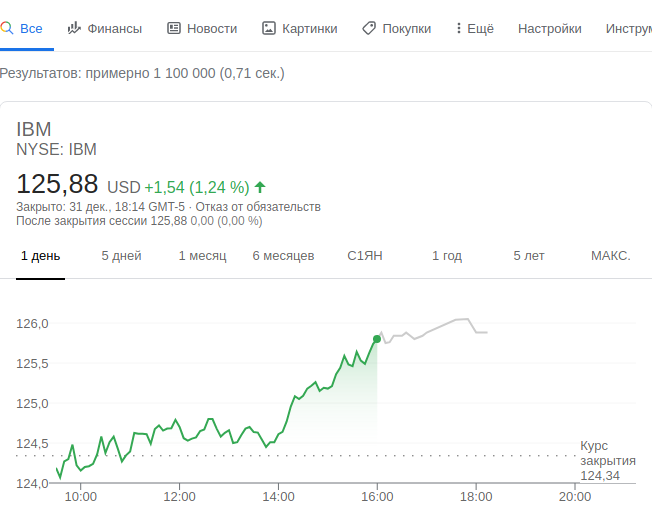 Все Финансы Новости Картинки Покупки Ещё Настройки Инструм
Результатов: примерно 1 100 000 (0,71 сек.)
IBM
NYSE: IBM
125,88 USD +1,54 (1,24 %)
Закрыто: 31 дек., 18:14 GMT-5 · Отказ от обязательств
После закрытия сессии 125,88 0,00 (0,00 %)
1 день 5 дней 1 месяц 6 месяцев С1ЯН 1 год 5 лет МАКС.
126,0
125,5
125,0
124,5
124,0
Курс
закрытия
124,34
10:00 12:00 14:00 16:00 18:00 20:00